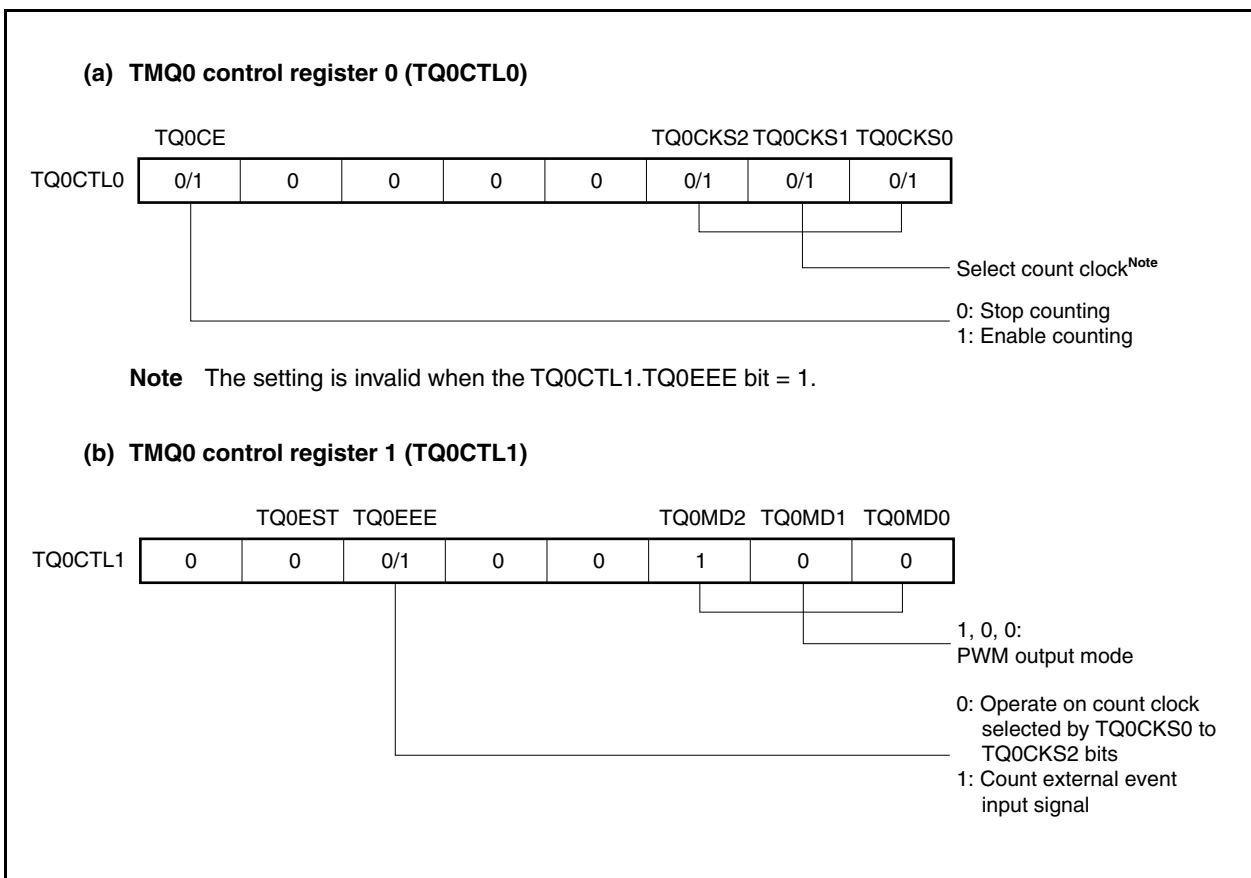 (a) TMQ0 control register 0 (TQ0CTL0)
TQ0CE TQ0CKS2 TQ0CKS1 TQ0CKS0
TQ0CTL0 0/1 0 0 0 0 0/1 0/1 0/1
Select count clockNote
0: Stop counting
1: Enable counting
Note The setting is invalid when the TQ0CTL1.TQ0EEE bit = 1.
(b) TMQ0 control register 1 (TQ0CTL1)
TQ0EST TQ0EEE TQ0MD2 TQ0MD1 TQ0MD0
TQ0CTL1 0 0 0/1 0 0 1 0 0
1, 0, 0:
PWM output mode
0: Operate on count clock
selected by TQ0CKS0 to
TQ0CKS2 bits
1: Count external event
input signal